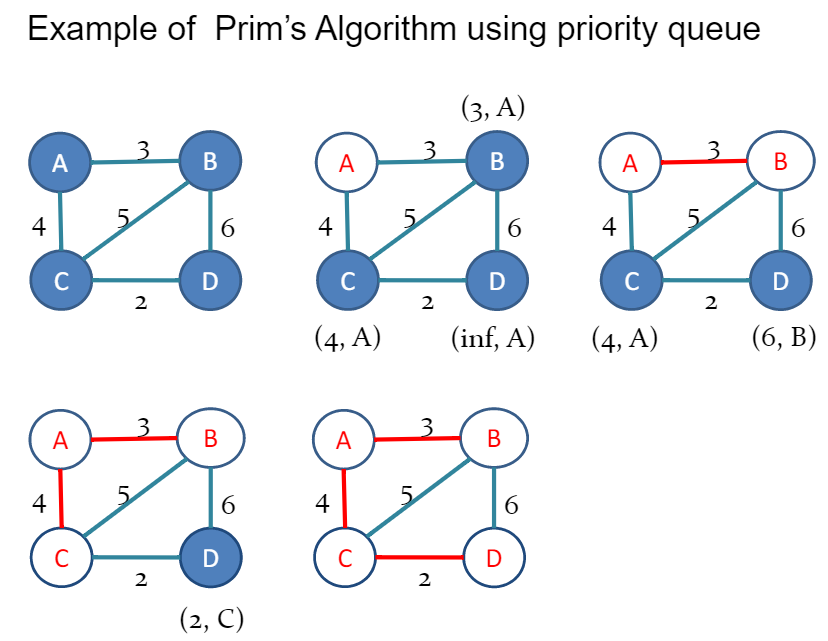 Example of Prim's Algorithm using priority queue
(3, A)
A 3 B A 3 B A 3 B
4 5 6 4 5 6 4 5 6
C 2 D C 2 D C 2 D
(4, A) (inf, A) (4, A) (6, B)
A 3 B A 3 B
4 5 6 4 5 6
C 2 D C 2 D
(2, C)